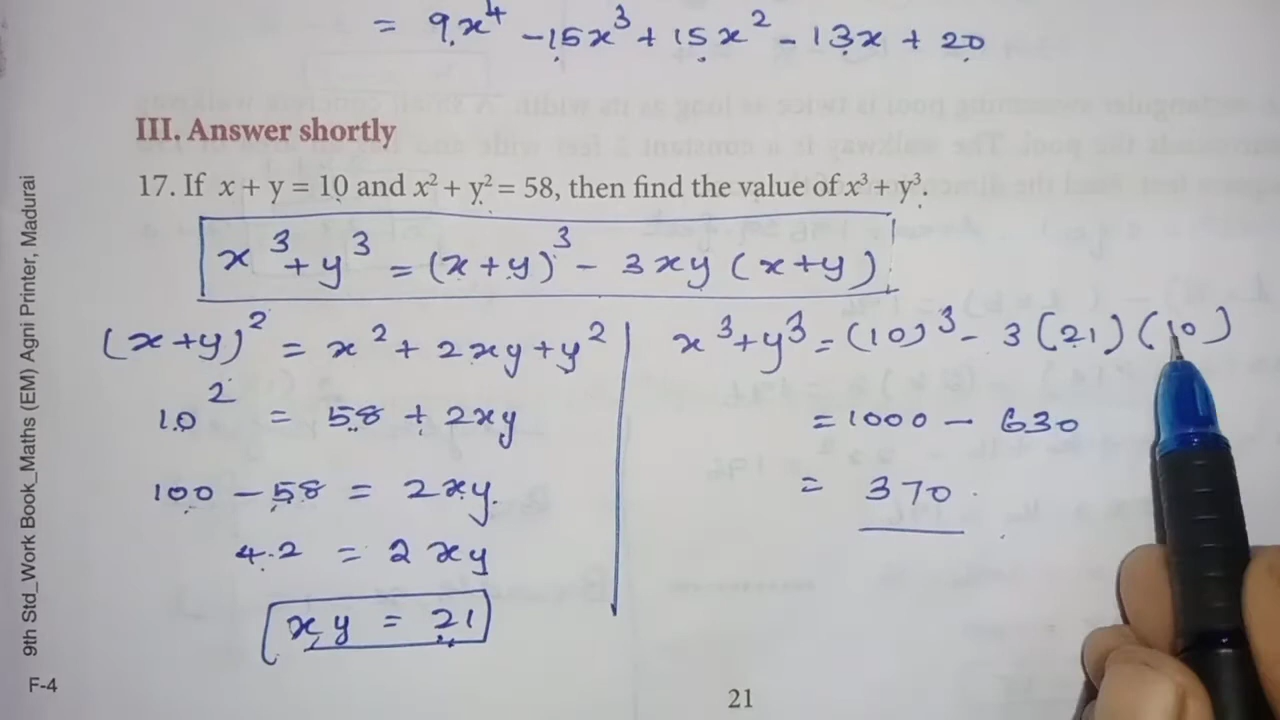 = 9x⁴ - 15x³ + 15x² - 13x + 20
III. Answer shortly
17. If x + y = 10 and x² + y² = 58, then find the value of x³ + y³.
x³ + y³ = (x+y)³ - 3xy (x+y)
(x+y)² = x² + 2xy + y²
10² = 58 + 2xy
100 - 58 = 2xy
42 = 2xy
xy = 21
x³ + y³ = (10)³ - 3(21)(10)
= 1000 - 630
= 370
9th Std_Work Book_Maths (EM) Agni Printer, Madurai
F-4
21